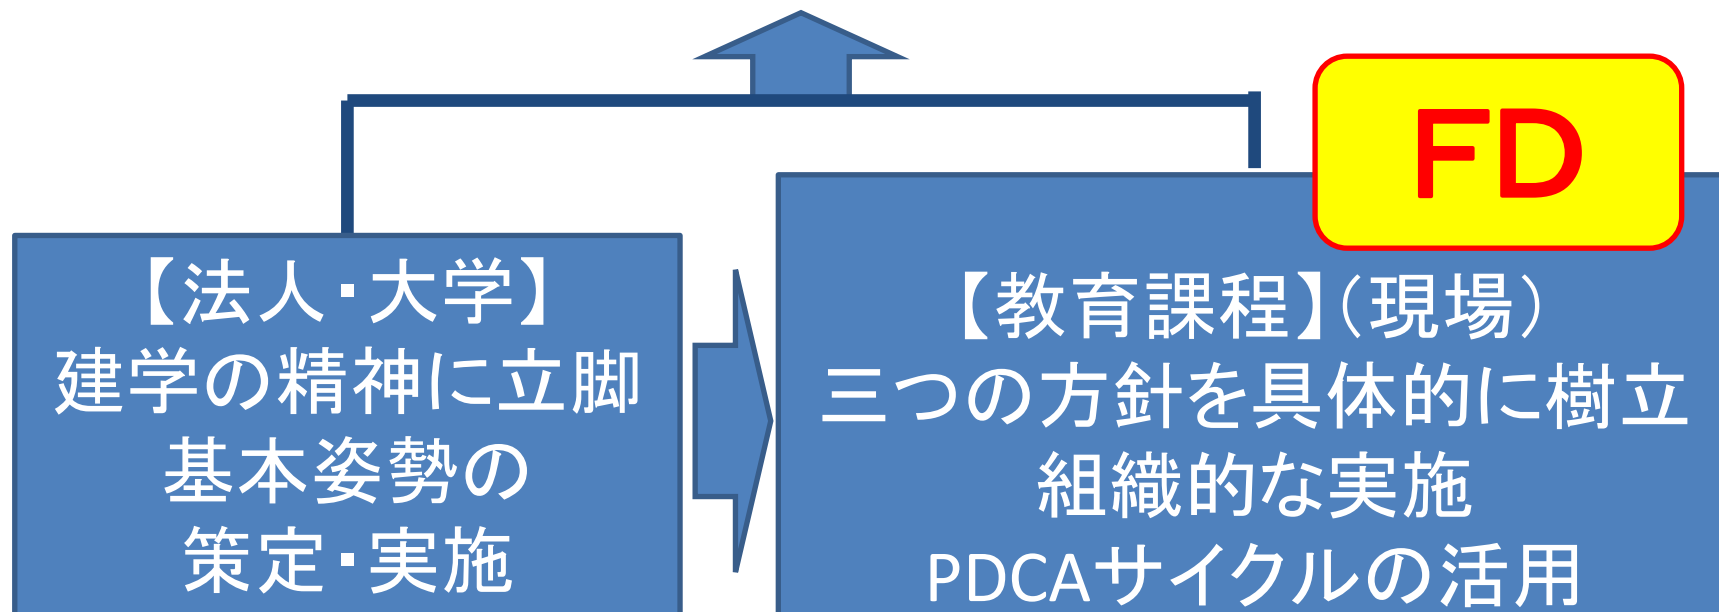 FD
【法人・大学】
建学の精神に立脚
基本姿勢の
策定・実施
【教育課程】（現場）
三つの方針を具体的に樹立
組織的な実施
PDCAサイクルの活用